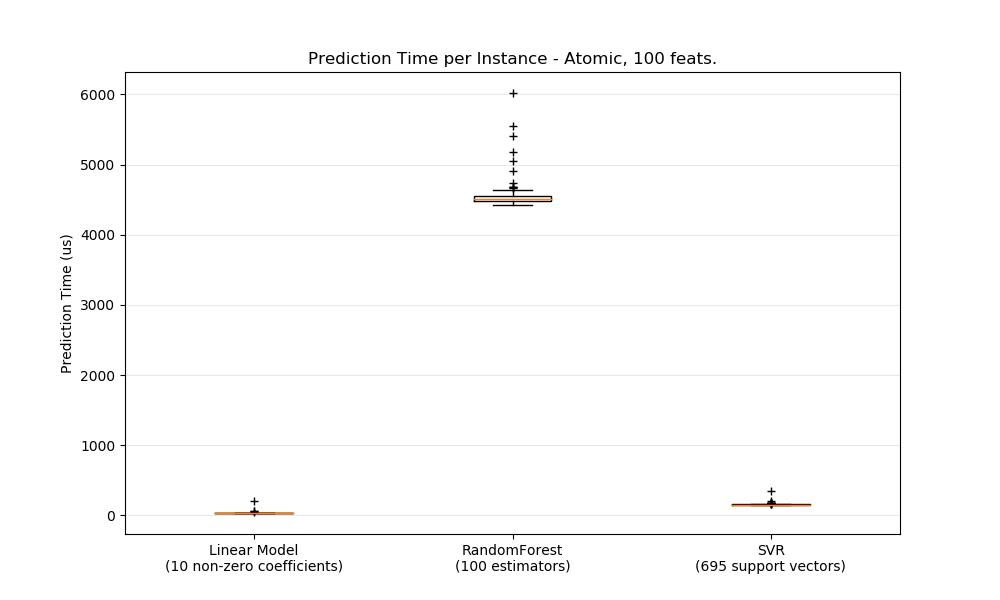 Prediction Time per Instance - Atomic, 100 feats.
6000
5000
4000
3000
2000
1000
0
Prediction Time (us)
Linear Model
(10 non-zero coefficients)
RandomForest
(100 estimators)
SVR
(695 support vectors)